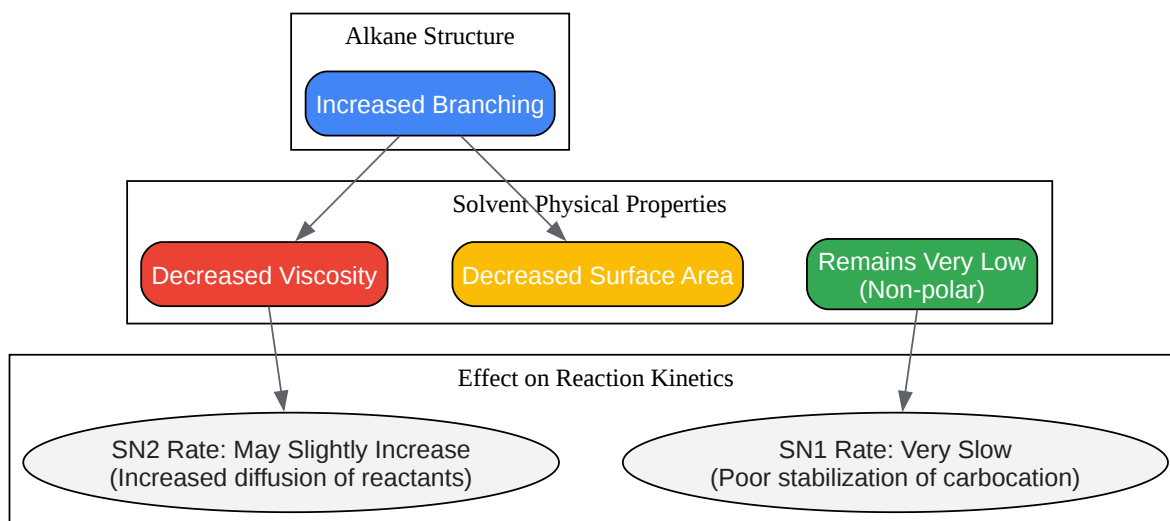 Alkane Structure
Increased Branching
Solvent Physical Properties
Decreased Viscosity
Decreased Surface Area
Remains Very Low
(Non-polar)
Effect on Reaction Kinetics
SN2 Rate: May Slightly Increase
(Increased diffusion of reactants)
SN1 Rate: Very Slow
(Poor stabilization of carbocation)